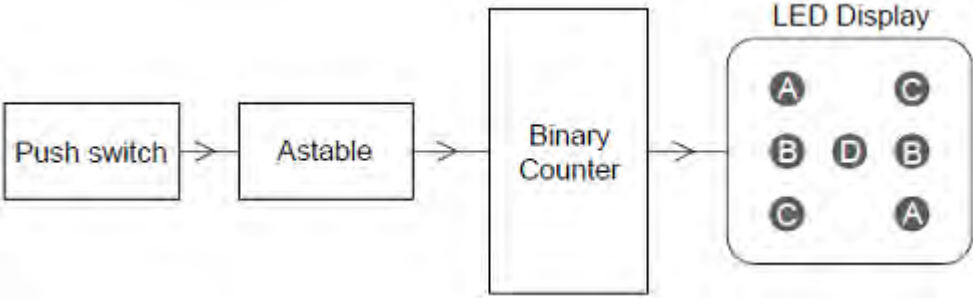 LED Display
A C
Push switch
Astable
Binary
Counter
B D B
C A